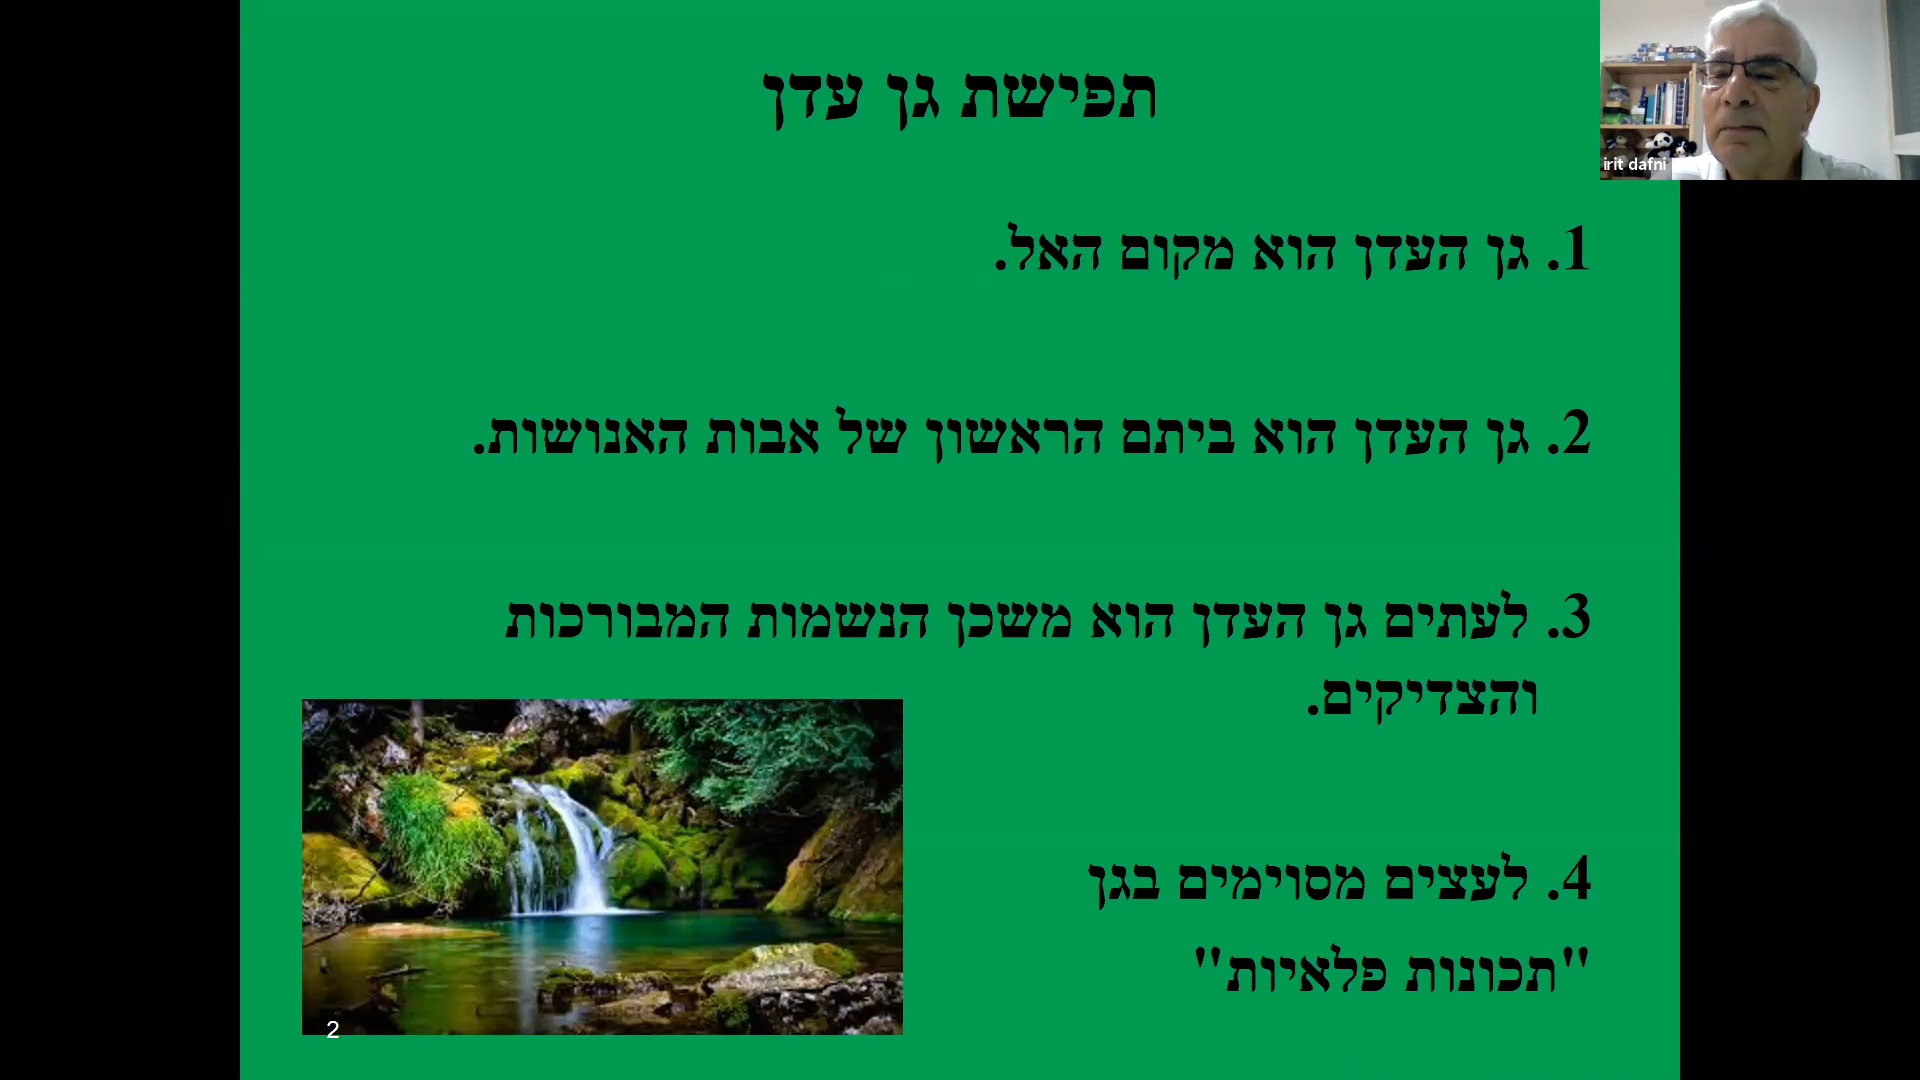 תפישת גן עדן
irit dafni
1. גן העדן הוא מקום האל.
2. גן העדן הוא ביתם הראשון של אבות האנושות.
3. לעתים גן העדן הוא משכן הנשמות המבורכות
והצדיקים.
4. לעצים מסוימים בגן
"תכונות פלאיות"
2